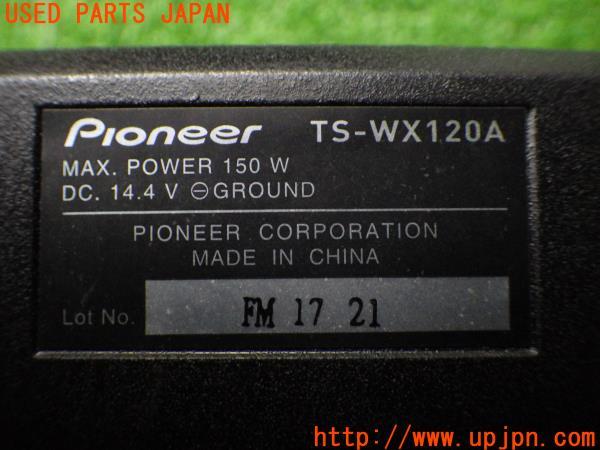 USED PARTS JAPAN
Pioneer TS-WX120A
MAX. POWER 150 W
DC. 14.4 V ⊖ GROUND
PIONEER CORPORATION
MADE IN CHINA
Lot No. FM 17 21
http://www.upjpn.com